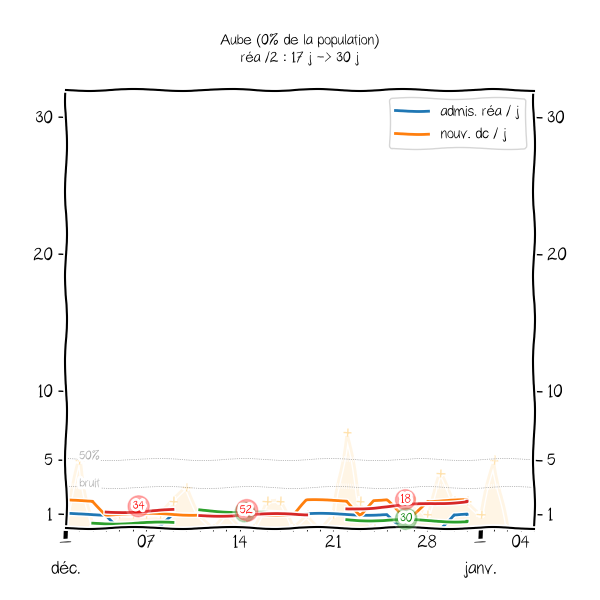 Aube (0% de la population)
réa /2 : 17 j -> 30 j
admis. réa / j
nouv. dc / j
30 30
20 20
10 10
5 5
50%
bruit
1 1
34
52
18
30
07 14 21 28 04
déc. janv.